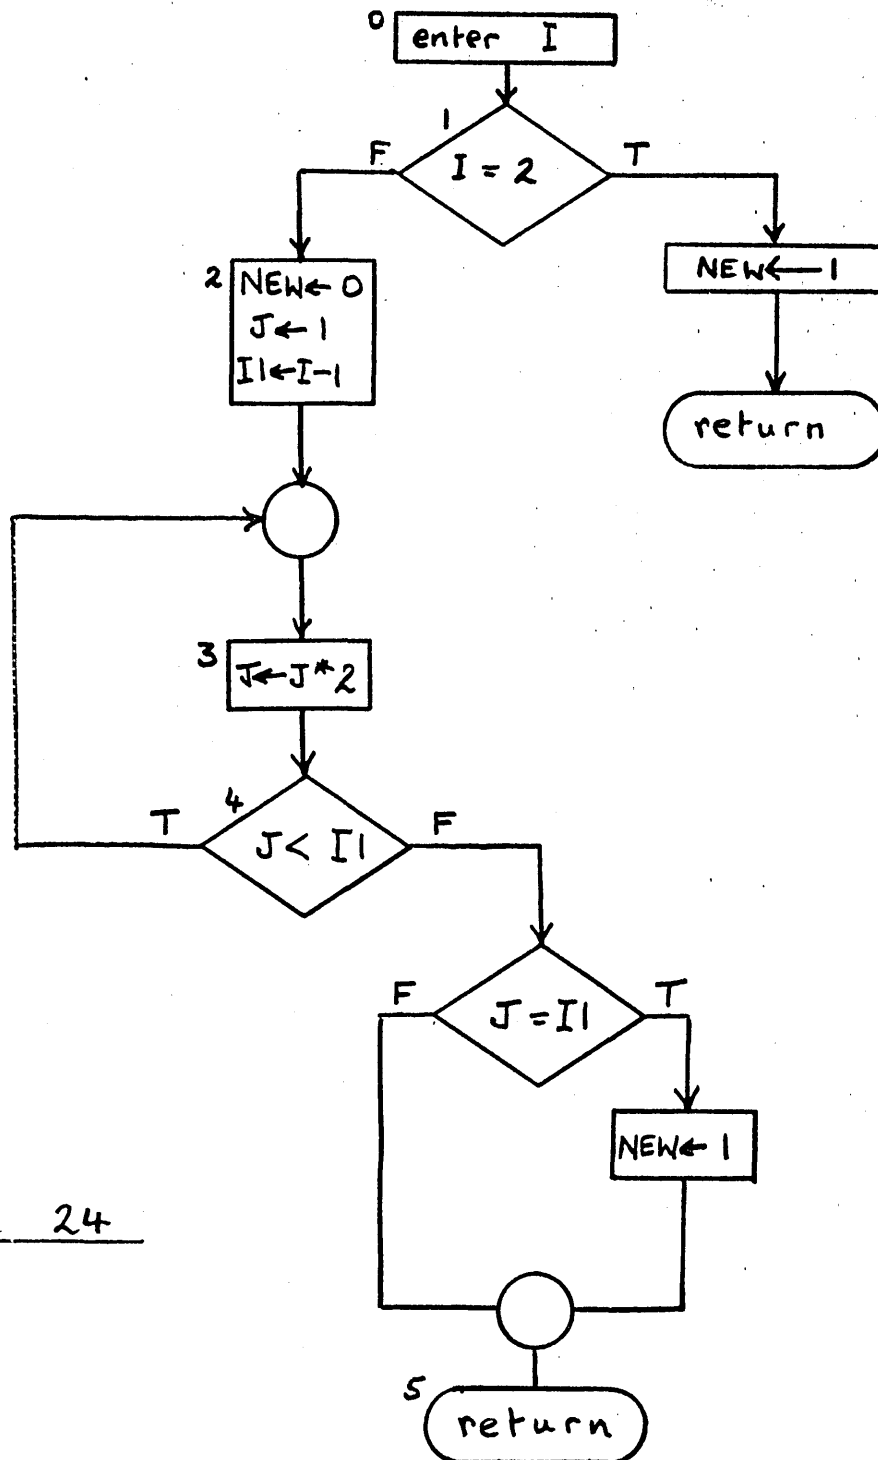 0
enter I
1
F
I = 2
T
2
NEW ← 0
J ← 1
I1 ← I-1
NEW ← 1
return
3
J ← J * 2
4
T
J < I1
F
F
J = I1
T
NEW ← 1
24
5
return